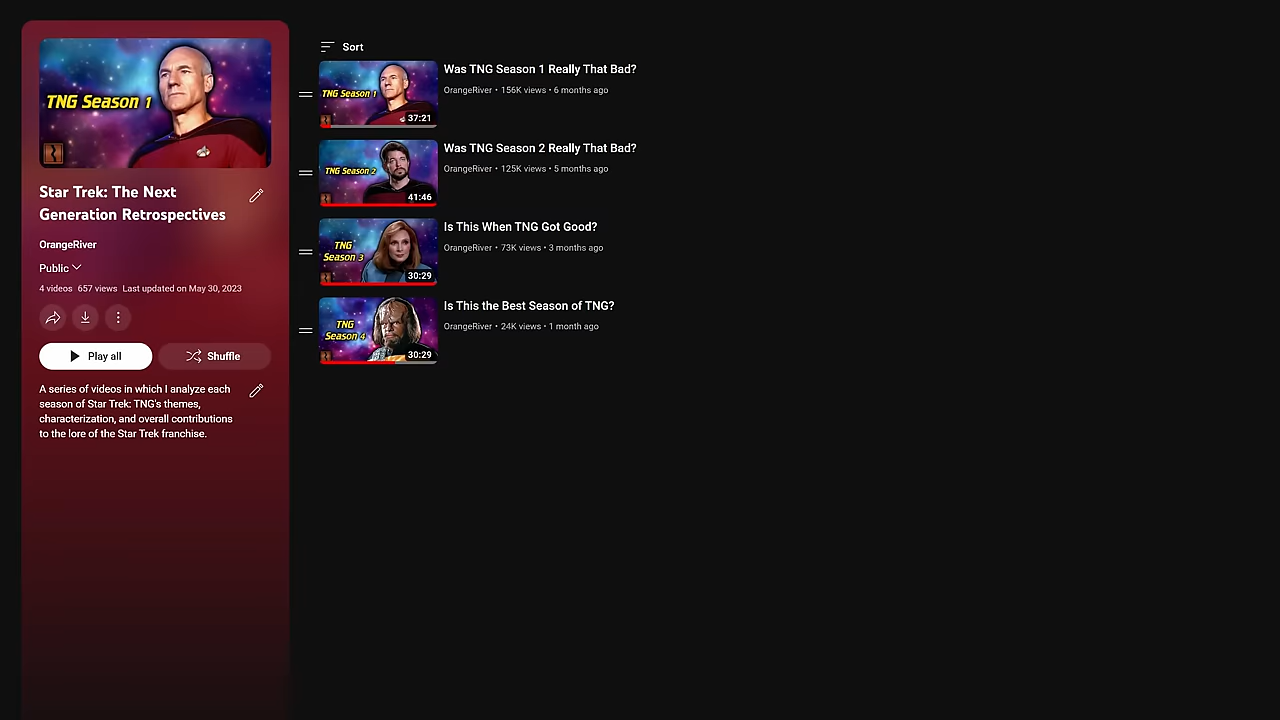 TNG Season 1
Star Trek: The Next
Generation Retrospectives
OrangeRiver
Public
4 videos 657 views Last updated on May 30, 2023
Play all
Shuffle
A series of videos in which I analyze each
season of Star Trek: TNG's themes,
characterization, and overall contributions
to the lore of the Star Trek franchise.
Sort
TNG Season 1
37:21
Was TNG Season 1 Really That Bad?
OrangeRiver • 156K views • 6 months ago
TNG Season 2
41:46
Was TNG Season 2 Really That Bad?
OrangeRiver • 125K views • 5 months ago
TNG
Season 3
30:29
Is This When TNG Got Good?
OrangeRiver • 73K views • 3 months ago
TNG
Season 4
30:29
Is This the Best Season of TNG?
OrangeRiver • 24K views • 1 month ago